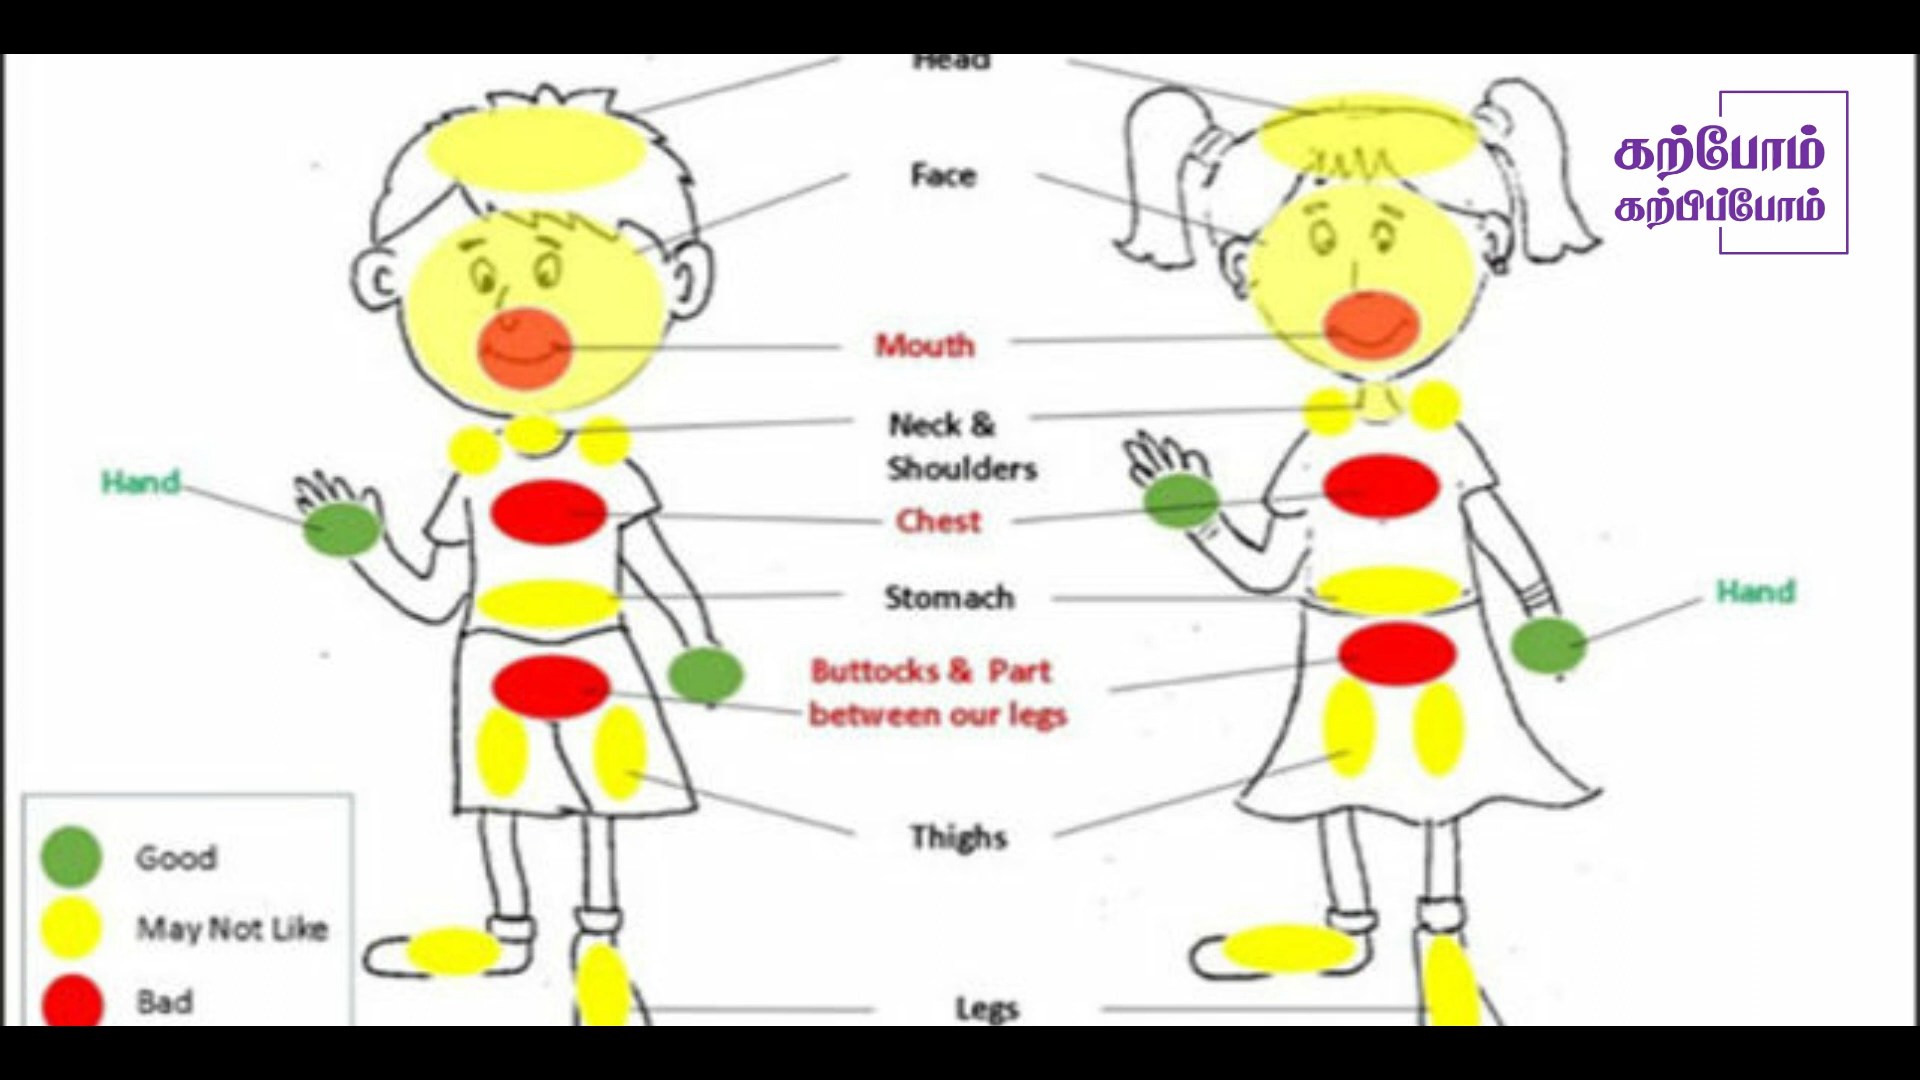 Head
கற்போம்
கற்பிப்போம்
Face
Mouth
Neck &
Shoulders
Hand
Chest
Stomach
Hand
Buttocks & Part
between our legs
Thighs
Good
May Not Like
Bad
Legs